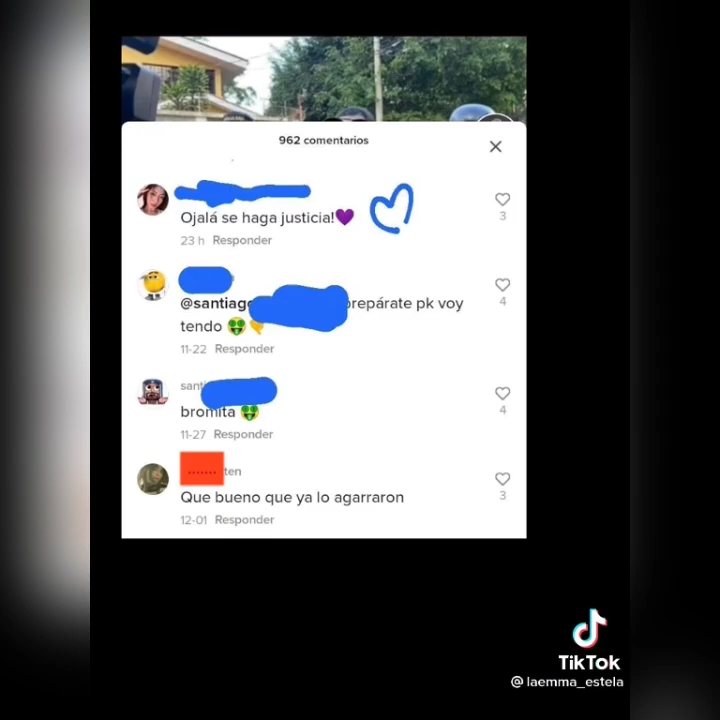 962 comentarios
Ojalá se haga justicia!💜
3
23 h Responder
@santiago prepárate pk voy
tendo 🤑
4
11-22 Responder
santi
bromita 🤑
4
11-27 Responder
....... ten
Que bueno que ya lo agarraron
3
12-01 Responder
TikTok
@laemma_estela